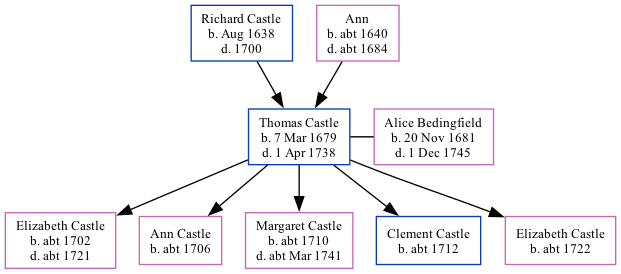 Richard Castle
b. Aug 1638
d. 1700
Ann
b. abt 1640
d. abt 1684
Thomas Castle
b. 7 Mar 1679
d. 1 Apr 1738
Alice Bedingfield
b. 20 Nov 1681
d. 1 Dec 1745
Elizabeth Castle
b. abt 1702
d. abt 1721
Ann Castle
b. abt 1706
Margaret Castle
b. abt 1710
d. abt Mar 1741
Clement Castle
b. abt 1712
Elizabeth Castle
b. abt 1722